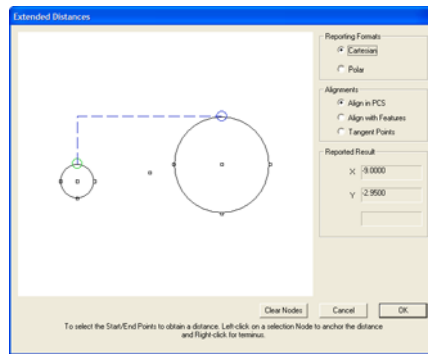 Extended Distances
Reporting Formats
Cartesian
Polar
Alignments
Align in PCS
Align with Features
Tangent Points
Reported Result
X -9.0000
Y -2.9500
Clear Nodes Cancel OK
To select the Start/End Points to obtain a distance. Left-click on a selection Node to anchor the distance
and Right-click for terminus.